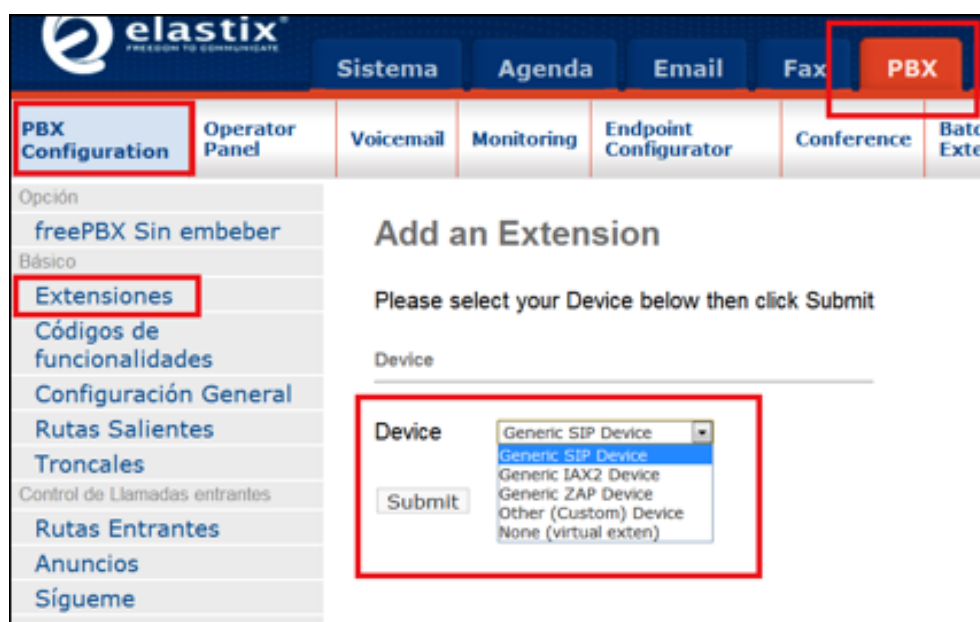 elastix
FREEDOM TO COMMUNICATE
Sistema
Agenda
Email
Fax
PBX
PBX
Configuration
Operator
Panel
Voicemail
Monitoring
Endpoint
Configurator
Conference
Opción
freePBX Sin embeber
Básico
Extensiones
Códigos de
funcionalidades
Configuración General
Rutas Salientes
Troncales
Control de Llamadas entrantes
Rutas Entrantes
Anuncios
Sígueme
Add an Extension
Please select your Device below then click Submit
Device
Device
Generic SIP Device
Generic SIP Device
Generic IAX2 Device
Generic ZAP Device
Other (Custom) Device
None (virtual exten)
Submit